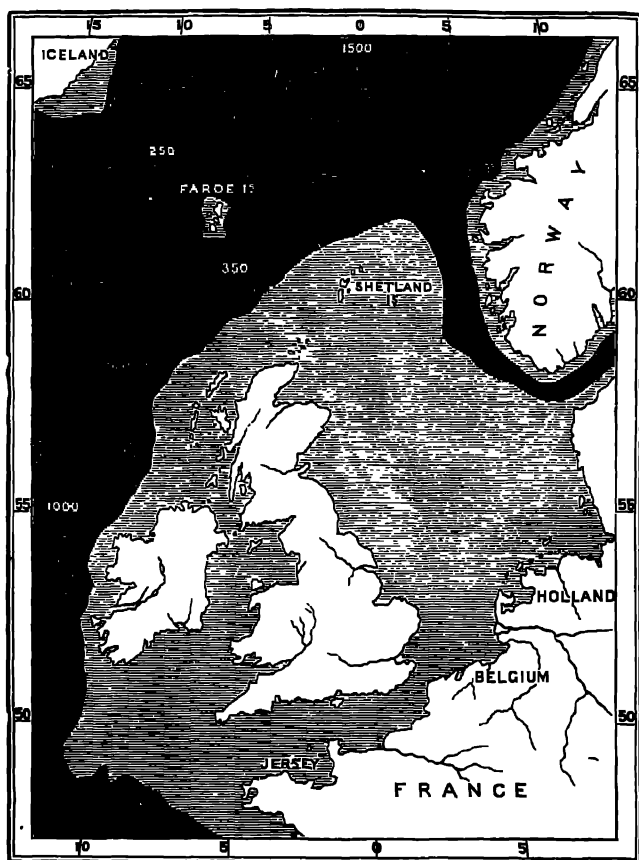 15 10 5 0 5 10
ICELAND
1500
65 65
250
FAROE IS
NORWAY
350
60 60
SHETLAND
IS
55 55
1000
HOLLAND
BELGIUM
50 50
JERSEY
FRANCE
10 5 0 5